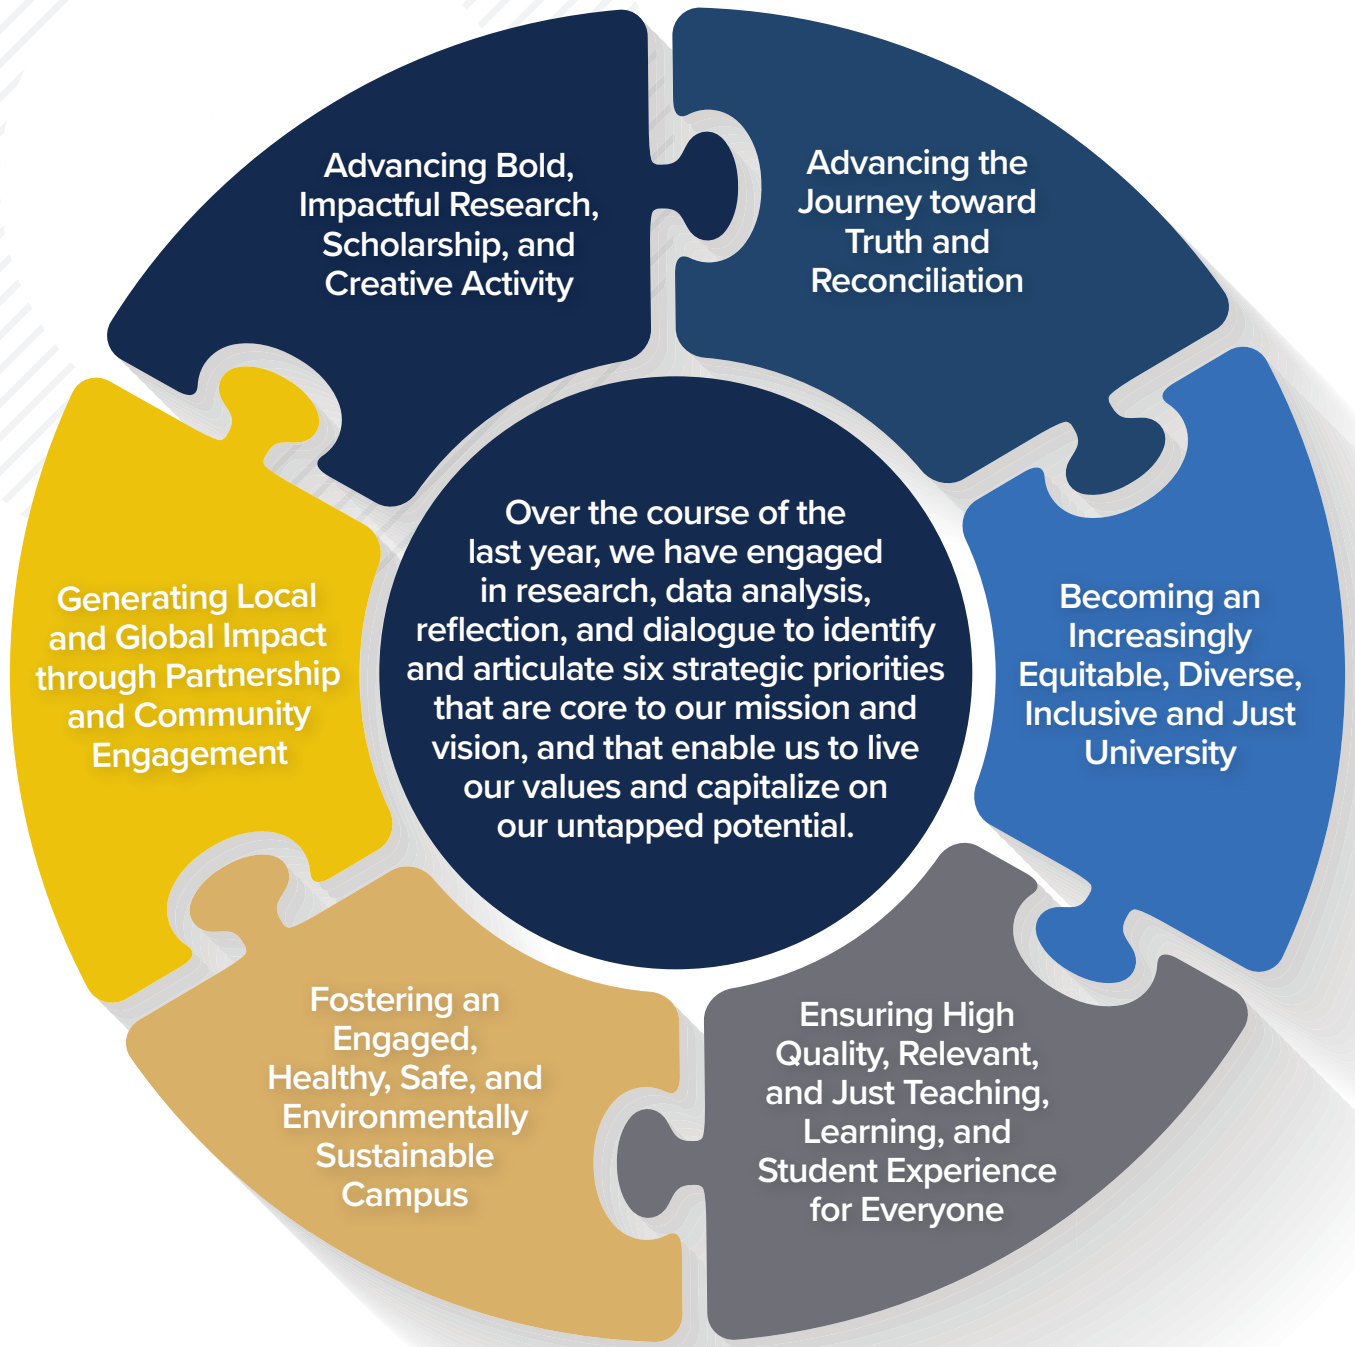 Advancing Bold,
Impactful Research,
Scholarship, and
Creative Activity
Advancing the
Journey toward
Truth and
Reconciliation
Becoming an
Increasingly
Equitable, Diverse,
Inclusive and Just
University
Ensuring High
Quality, Relevant,
and Just Teaching,
Learning, and
Student Experience
for Everyone
Fostering an
Engaged,
Healthy, Safe, and
Environmentally
Sustainable
Campus
Generating Local
and Global Impact
through Partnership
and Community
Engagement
Over the course of the
last year, we have engaged
in research, data analysis,
reflection, and dialogue to identify
and articulate six strategic priorities
that are core to our mission and
vision, and that enable us to live
our values and capitalize on
our untapped potential.